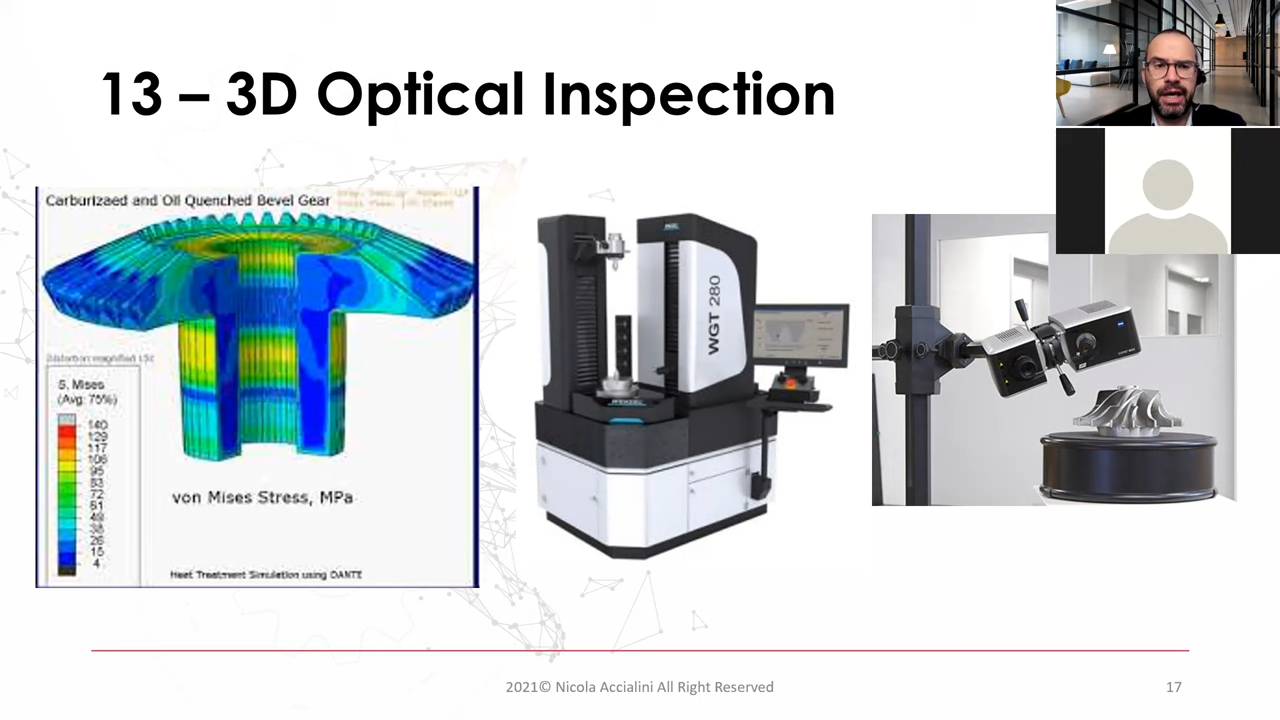 13 – 3D Optical Inspection
Carburizaed and Oil Quenched Bevel Gear
S. Mises
(Avg: 75%)
140
129
117
106
95
83
72
61
49
38
26
15
4
von Mises Stress, MPa
Heat Treatment Simulation using DANTE
WGT 280
WENZEL
2021© Nicola Accialini All Right Reserved
17